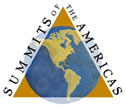 SUMMITS OF THE AMERICAS